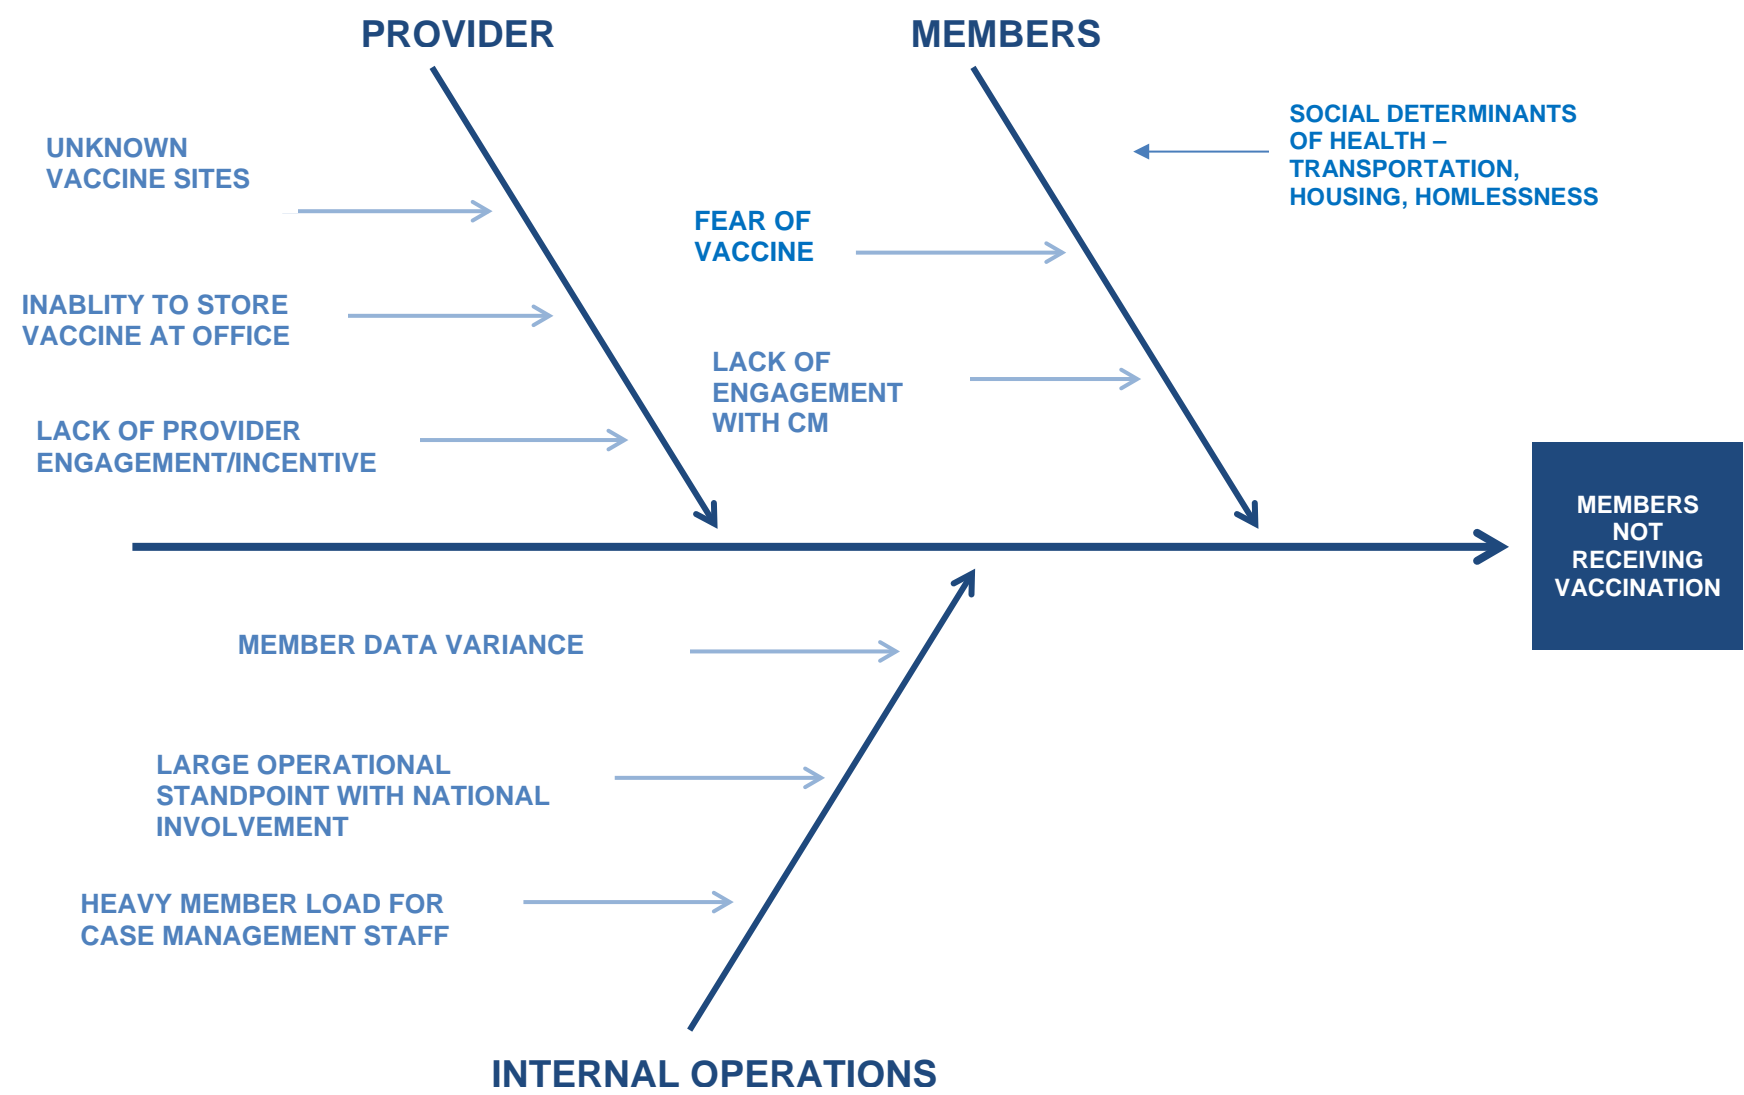 PROVIDER
MEMBERS
SOCIAL DETERMINANTS
OF HEALTH –
TRANSPORTATION,
HOUSING, HOMLESSNESS
UNKNOWN
VACCINE SITES
FEAR OF
VACCINE
INABLITY TO STORE
VACCINE AT OFFICE
LACK OF
ENGAGEMENT
WITH CM
LACK OF PROVIDER
ENGAGEMENT/INCENTIVE
MEMBERS
NOT
RECEIVING
VACCINATION
MEMBER DATA VARIANCE
LARGE OPERATIONAL
STANDPOINT WITH NATIONAL
INVOLVEMENT
HEAVY MEMBER LOAD FOR
CASE MANAGEMENT STAFF
INTERNAL OPERATIONS